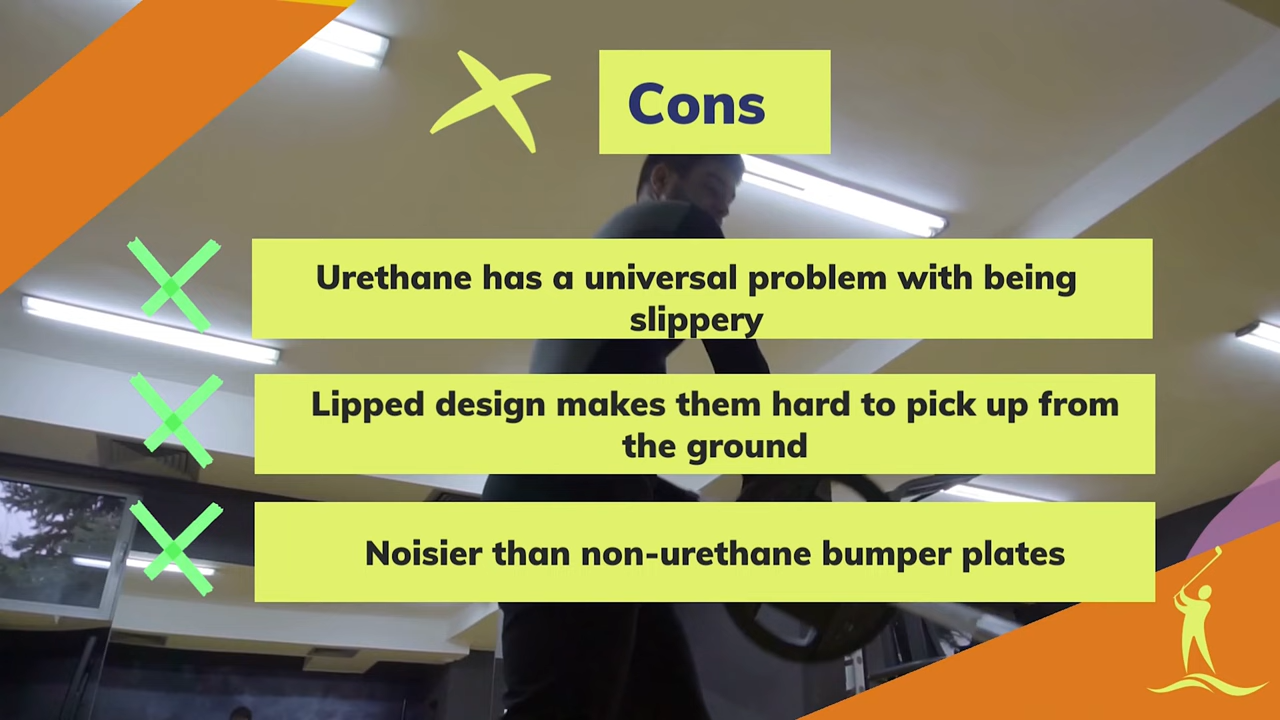 Cons
Urethane has a universal problem with being
slippery
Lipped design makes them hard to pick up from
the ground
Noisier than non-urethane bumper plates